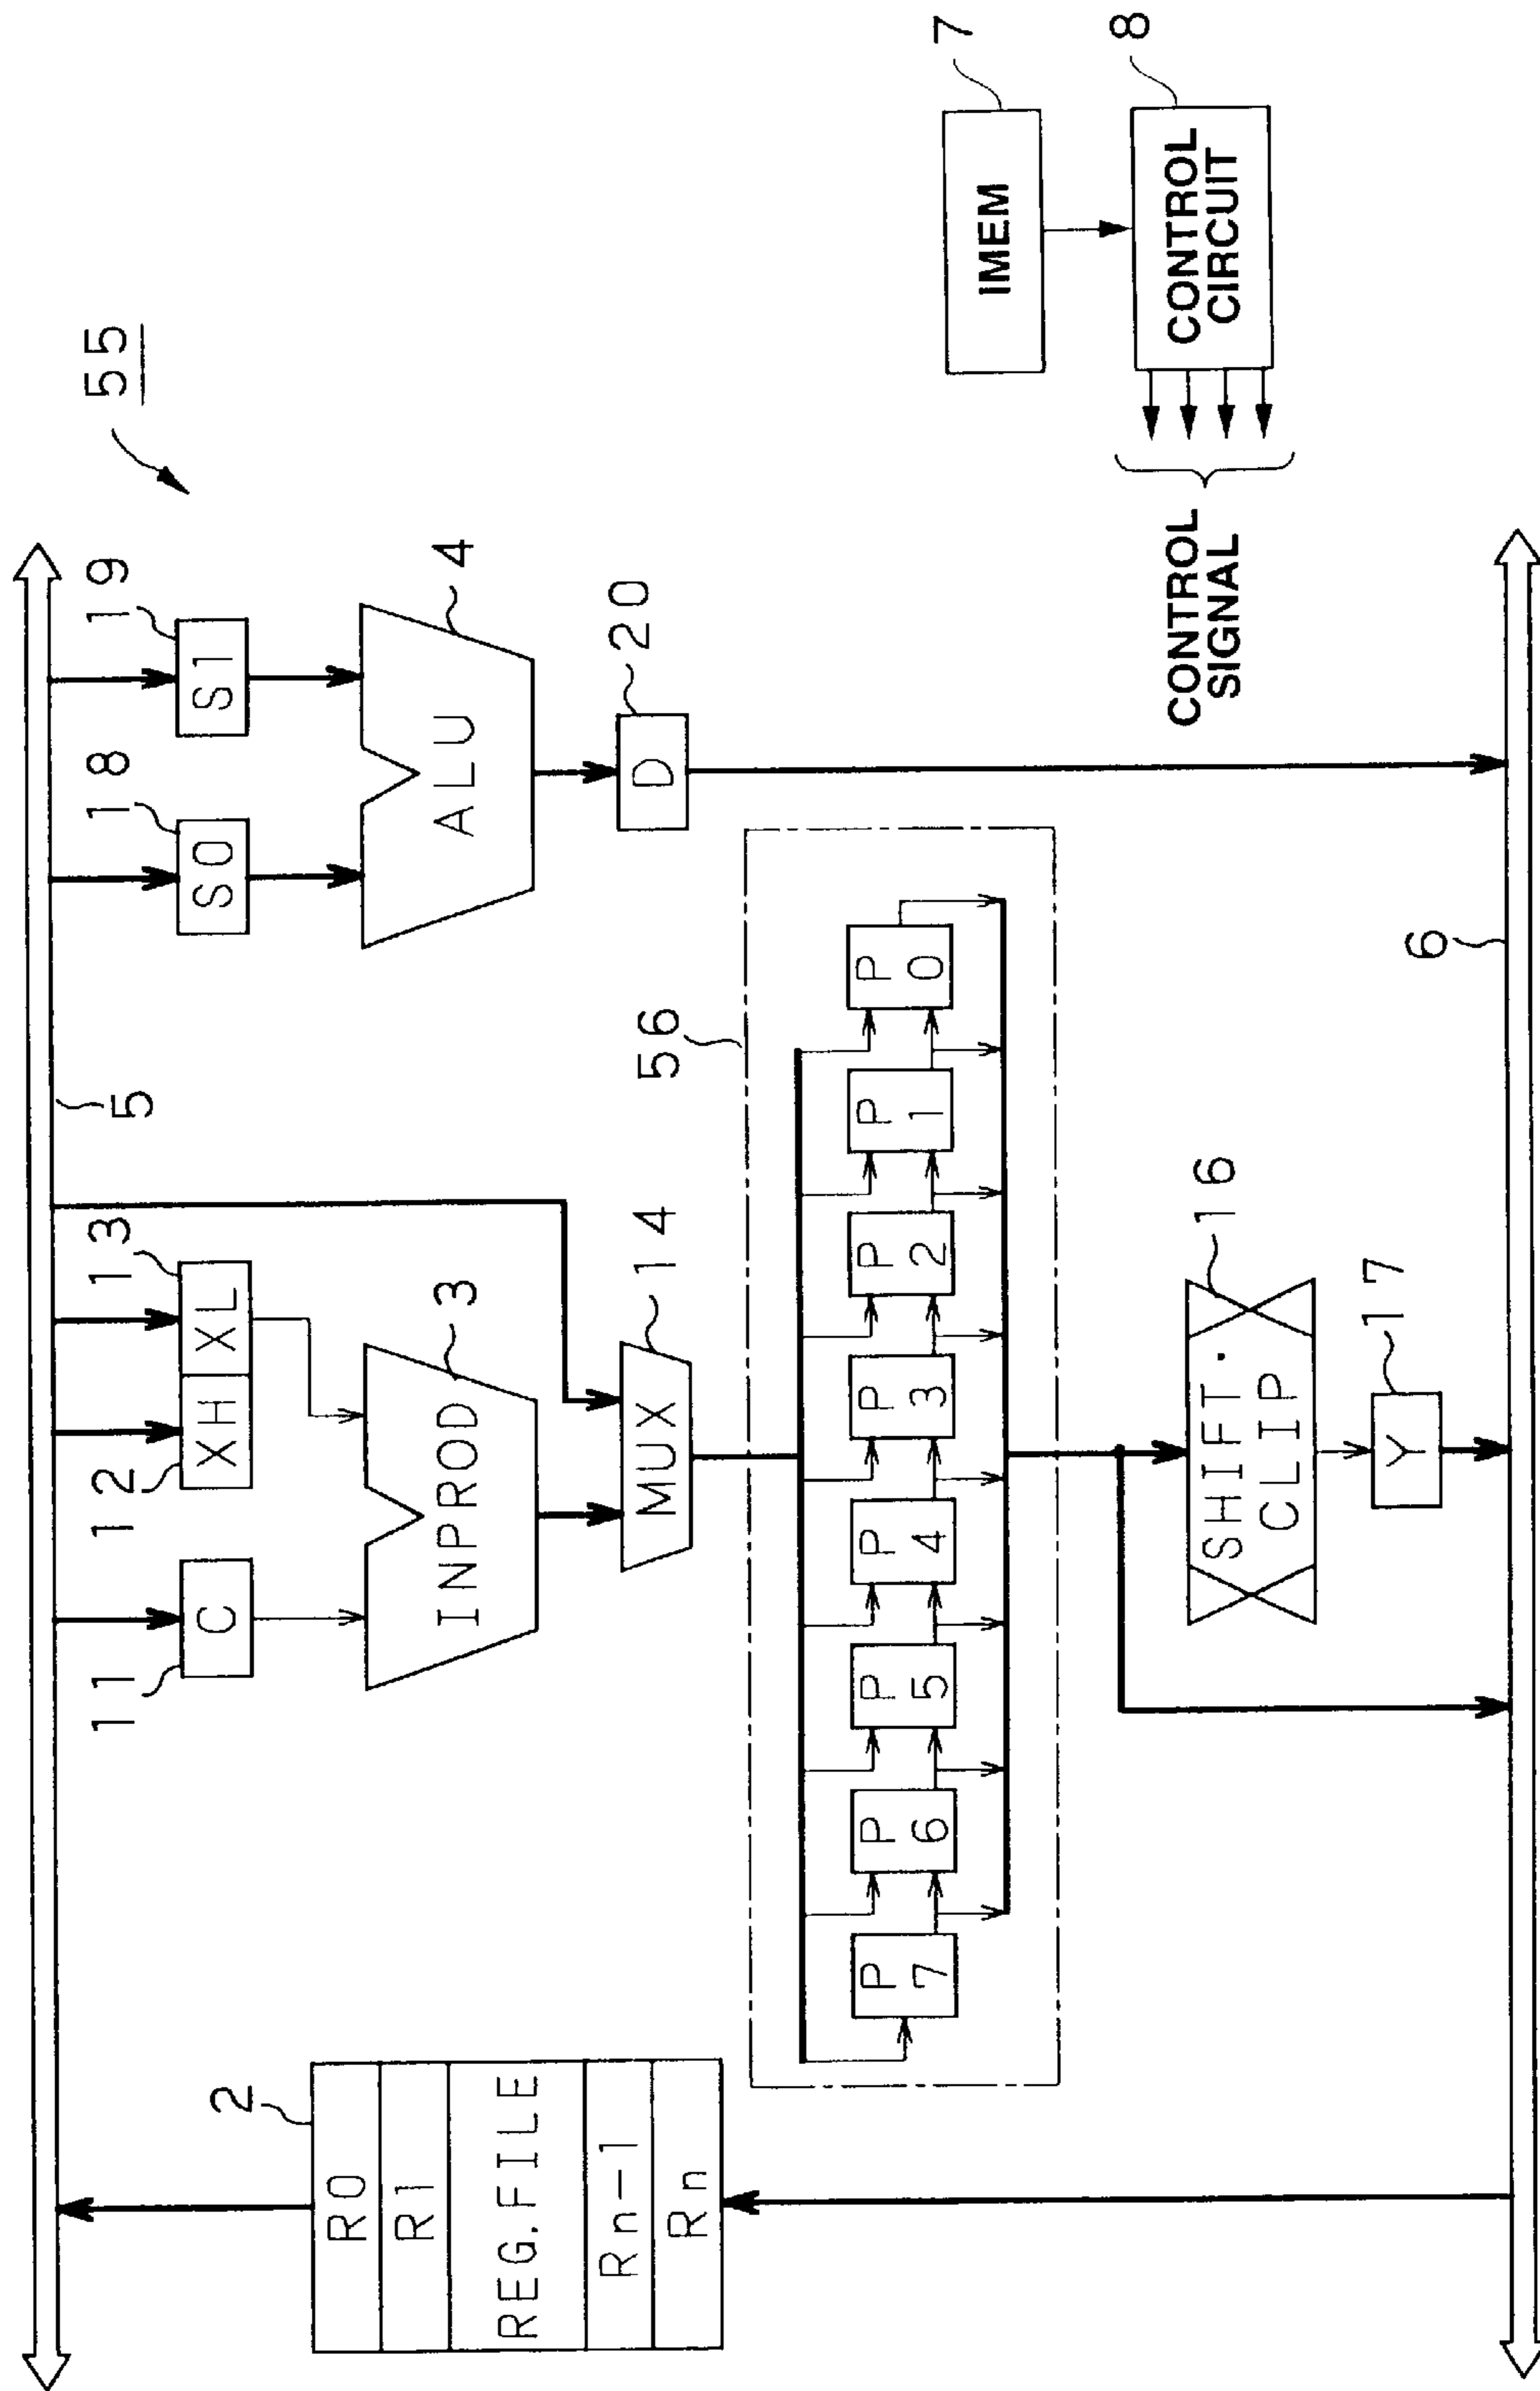 55
5
2
R0
R1
REG.FILE
Rn-1
Rn
11
C
12
XH
13
XL
18
S0
19
S1
INPROD
3
ALU
4
MUX
14
D
20
56
P7
P6
P5
P4
P3
P2
P1
P0
SHIFT·
CLIP
16
Y
17
6
IMEM
7
CONTROL
CIRCUIT
8
CONTROL
SIGNAL